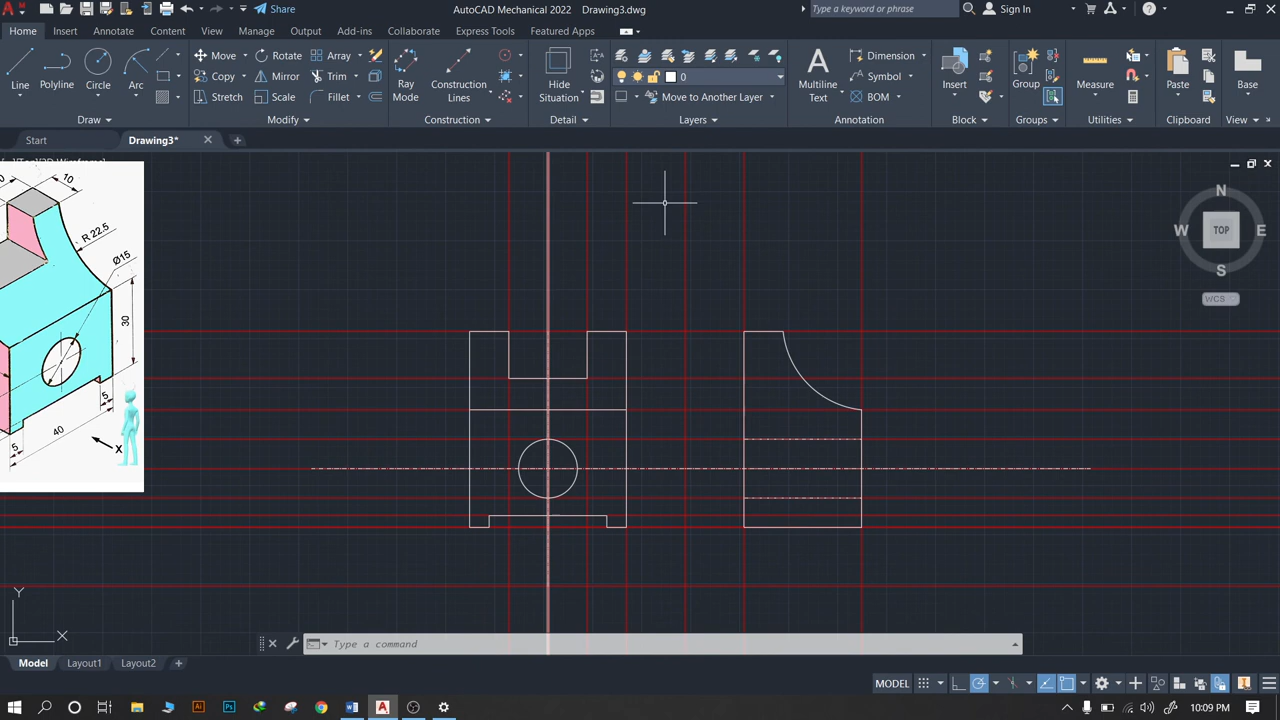 Share
AutoCAD Mechanical 2022 Drawing3.dwg
Type a keyword or phrase
Sign In
Home Insert Annotate Content View Manage Output Add-ins Collaborate Express Tools Featured Apps
Line Polyline Circle Arc
Move Rotate Array
Copy Mirror Trim
Stretch Scale Fillet
Ray Mode
Construction Lines
Hide Situation
0
Move to Another Layer
Multiline Text
Dimension
Symbol
BOM
Insert
Group
Measure
Paste
Base
Draw Modify Construction Detail Layers Annotation Block Groups Utilities Clipboard View
Start Drawing3*
10
R 22.5
Ø15
30
5
40
5
X
N
W TOP E
S
WCS
Y
X
Type a command
Model Layout1 Layout2
MODEL
10:09 PM